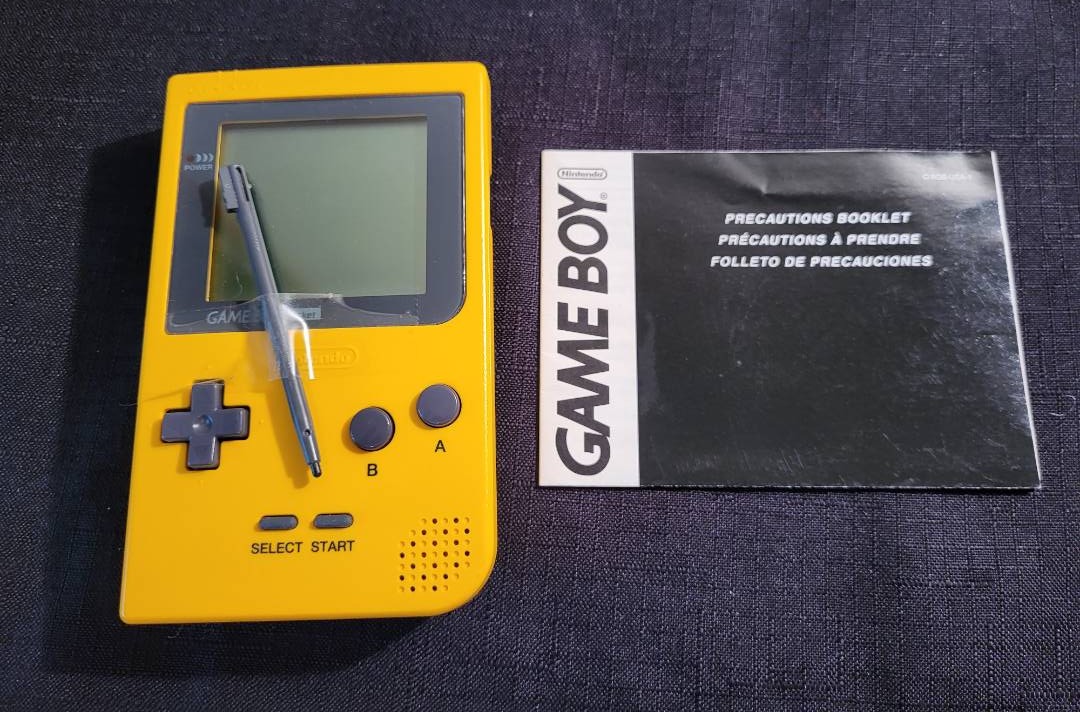 POWER
GAME
Nintendo
B
A
SELECT START
Nintendo
GAME BOY
PRECAUTIONS BOOKLET
PRÉCAUTIONS À PRENDRE
FOLLETO DE PRECAUCIONES